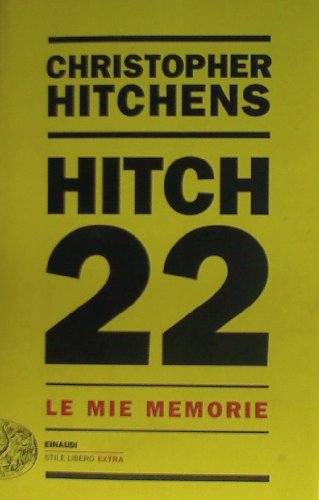 CHRISTOPHER
HITCHENS
HITCH
22
LE MIE MEMORIE
EINAUDI
STILE LIBERO EXTRA